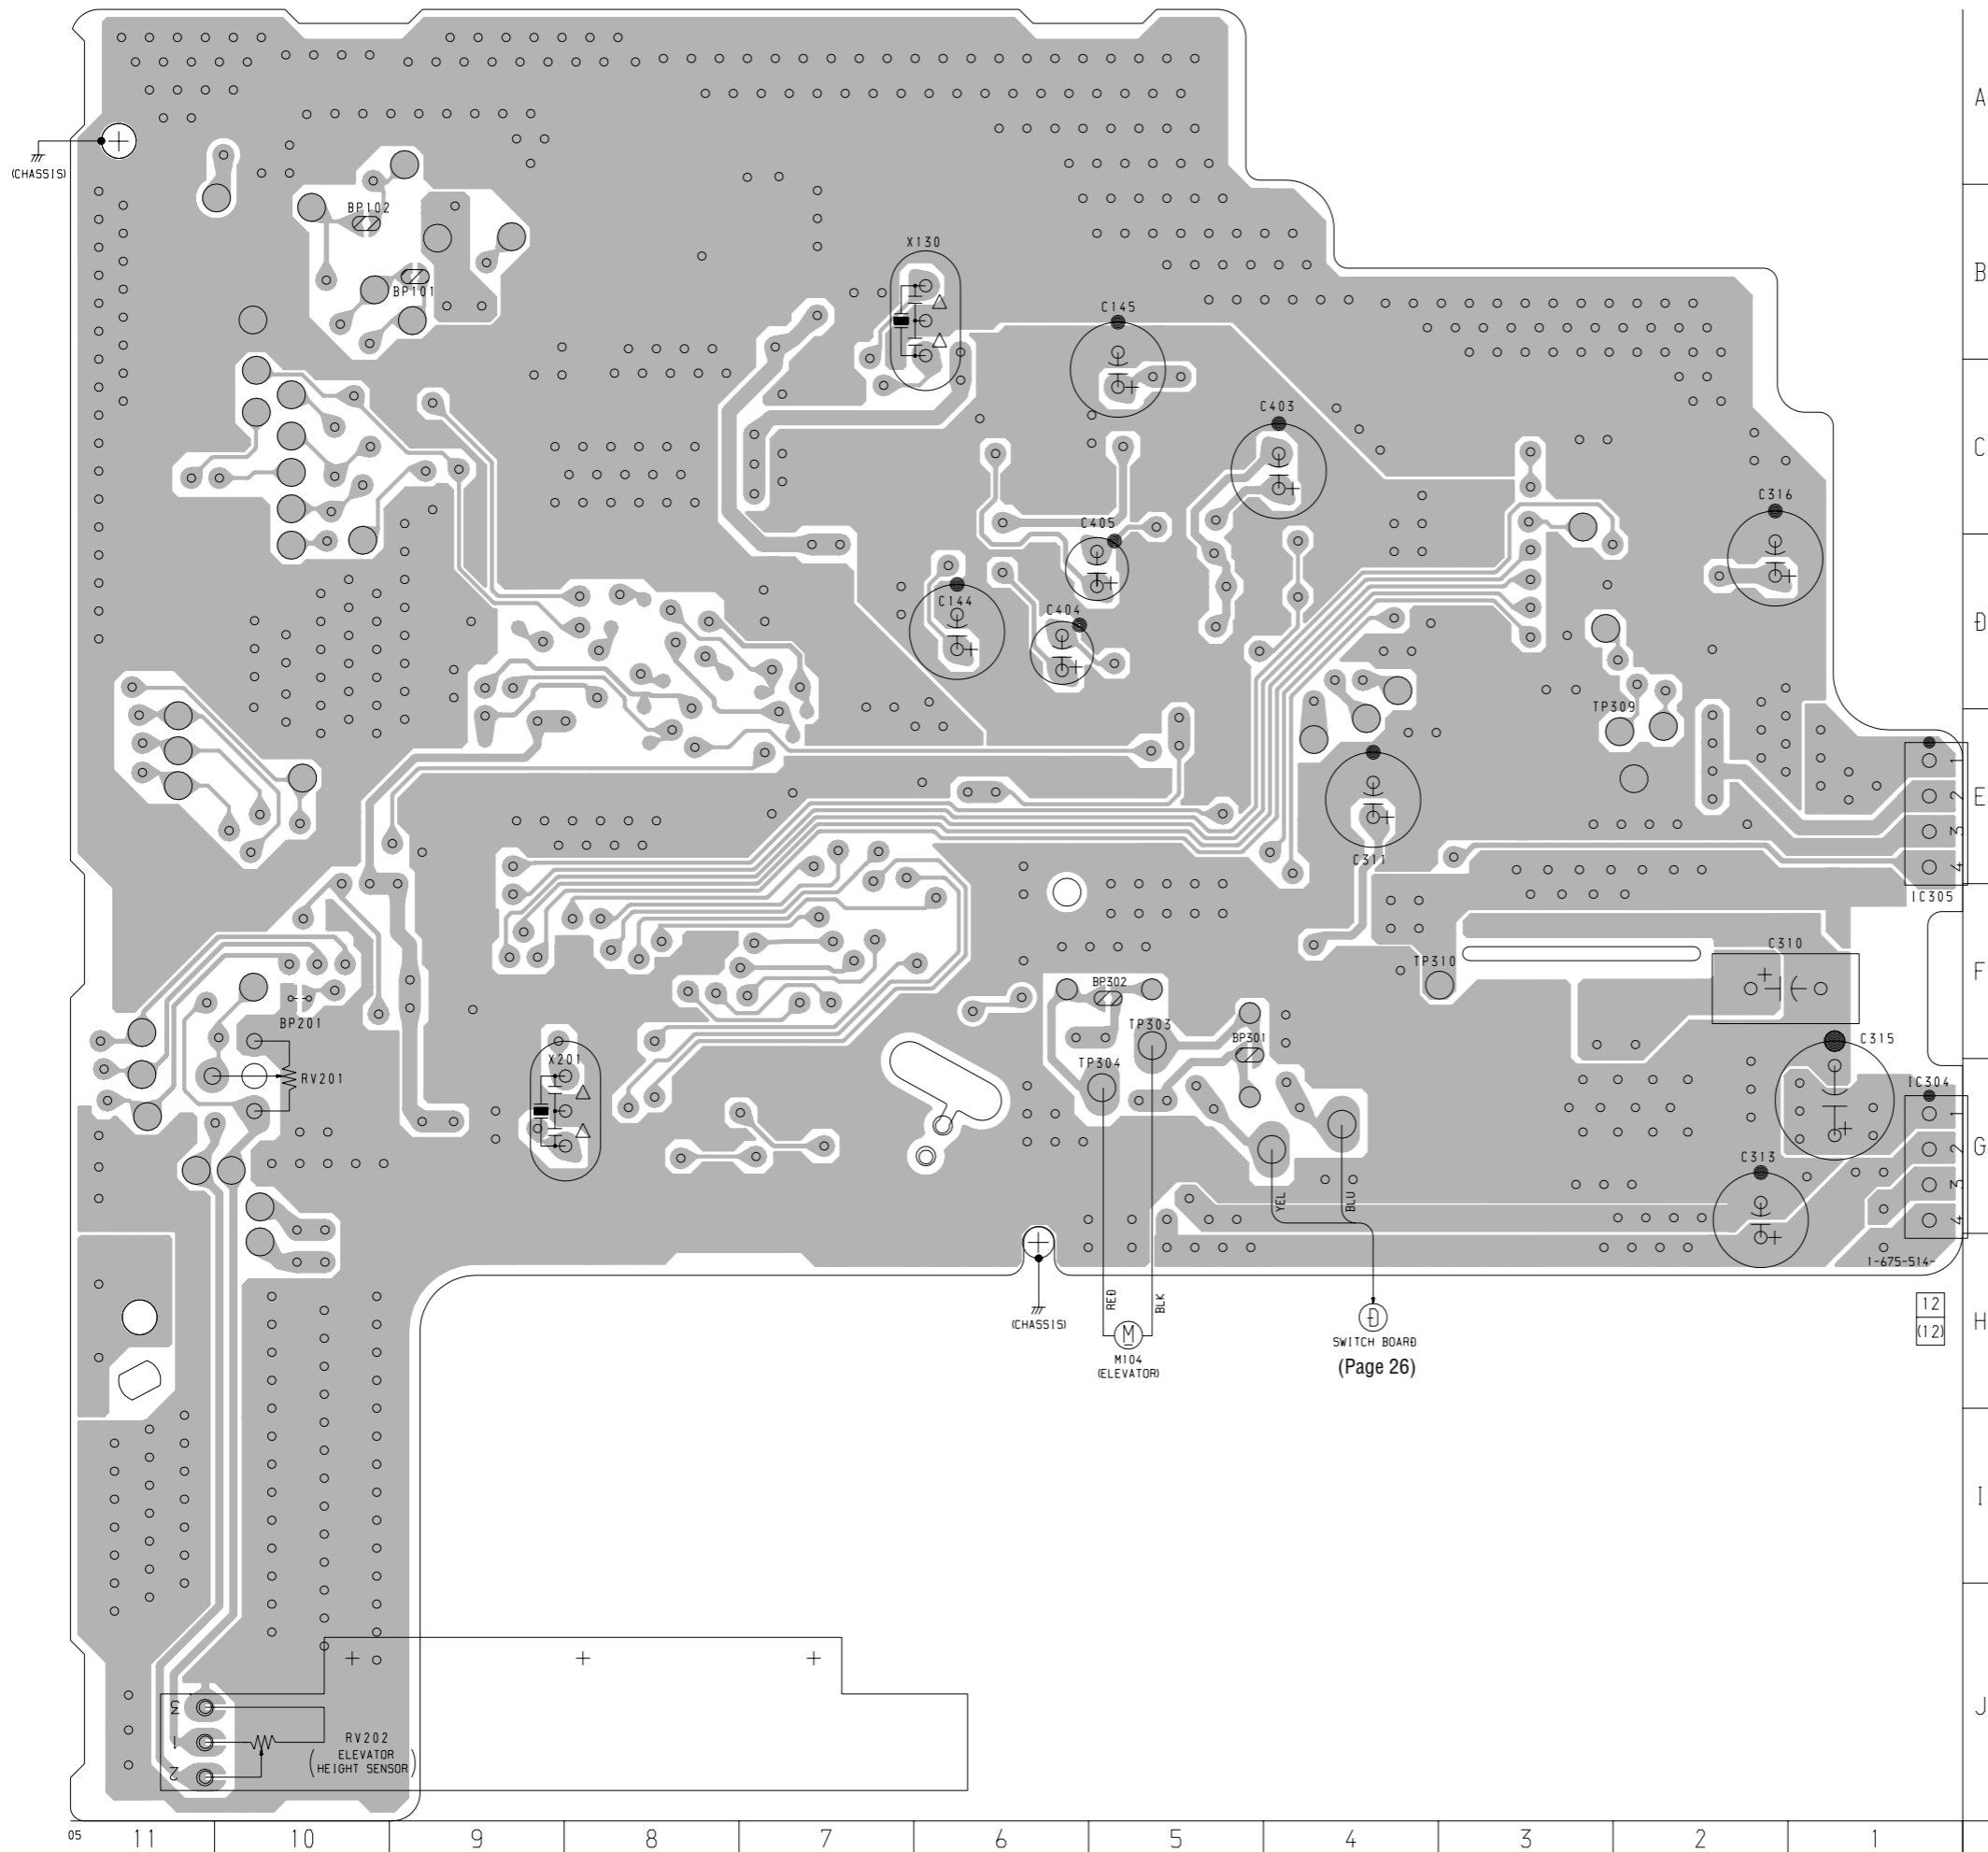 A
(CHASSIS)
BP102
X130
B
BP101
C145
C403
C
C316
C405
C144
C404
D
TP309
1
2
E
3
C311
4
IC305
C310
TP310
F
BP302
BP201
TP303
C315
BP301
X201
TP304
RV201
IC304
1
2
G
C313
3
YEL
BLU
4
1-675-514-
RED
BLK
12
(12)
H
(CHASSIS)
M
D
SWITCH BOARD
M104
(ELEVATOR)
(Page 26)
I
3
J
1
RV202
ELEVATOR
HEIGHT SENSOR
2
05
11 10 9 8 7 6 5 4 3 2 1